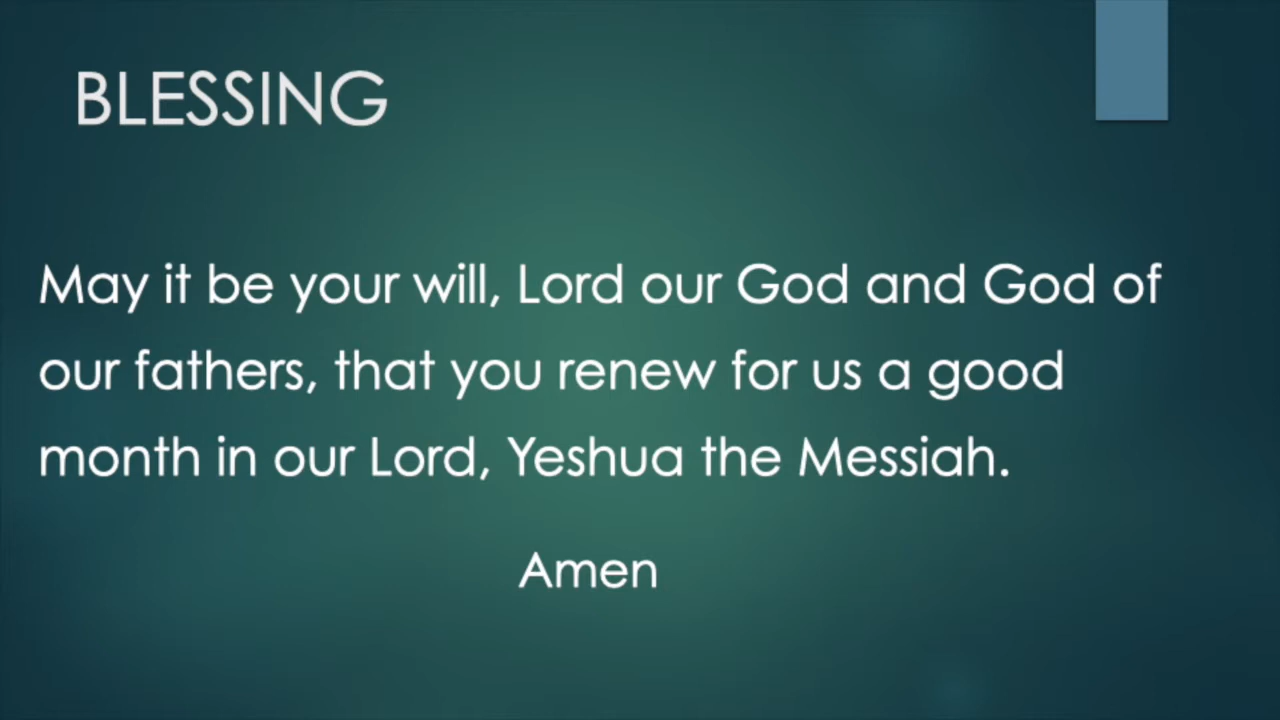 BLESSING
May it be your will, Lord our God and God of
our fathers, that you renew for us a good
month in our Lord, Yeshua the Messiah.
Amen